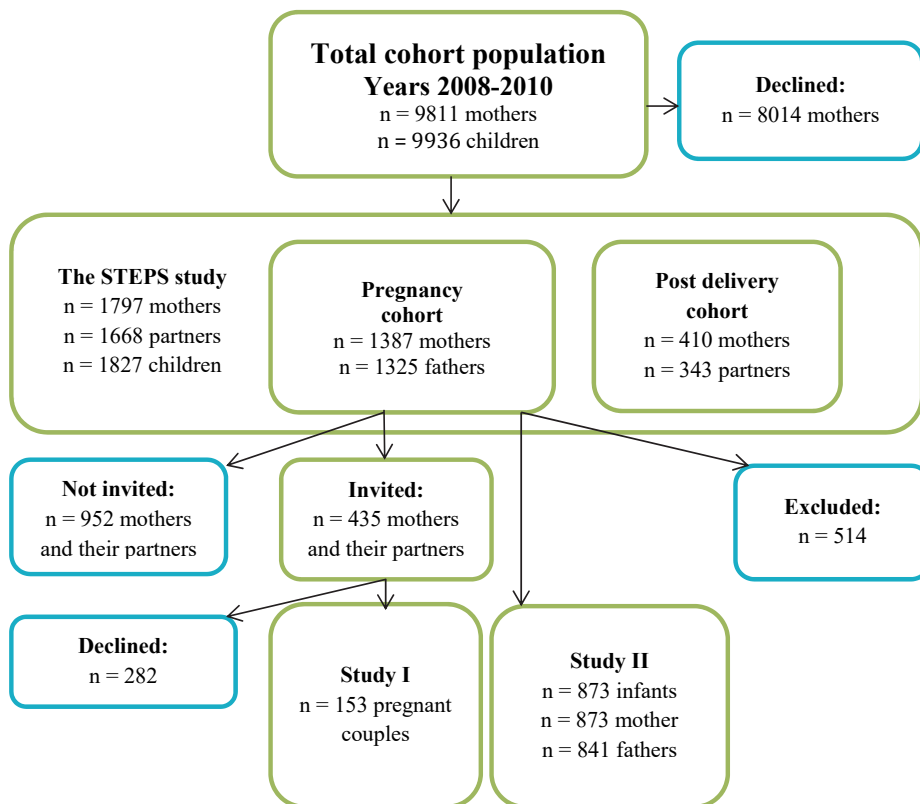 Total cohort population
Years 2008-2010
n = 9811 mothers
n = 9936 children
Declined:
n = 8014 mothers
The STEPS study
n = 1797 mothers
n = 1668 partners
n = 1827 children
Pregnancy
cohort
n = 1387 mothers
n = 1325 fathers
Post delivery
cohort
n = 410 mothers
n = 343 partners
Not invited:
n = 952 mothers
and their partners
Invited:
n = 435 mothers
and their partners
Excluded:
n = 514
Declined:
n = 282
Study I
n = 153 pregnant
couples
Study II
n = 873 infants
n = 873 mother
n = 841 fathers